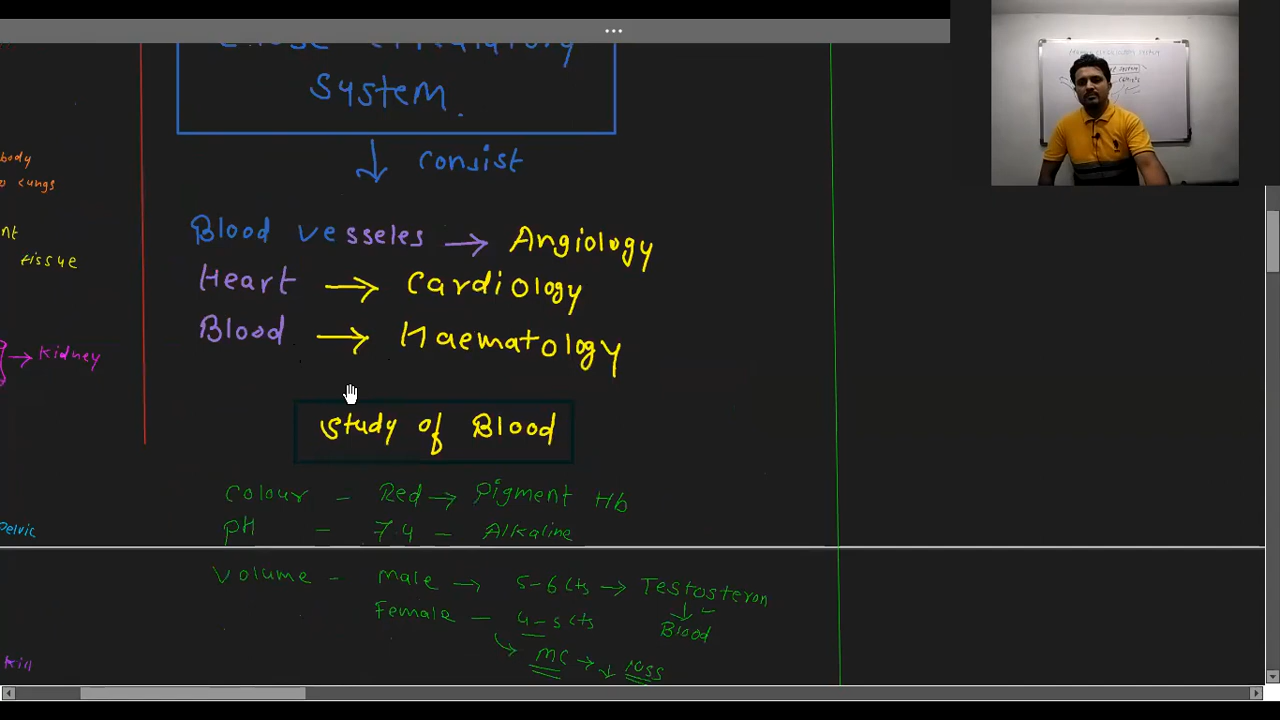 System.
consist
Blood vesseles → Angiology
Heart → Cardiology
Blood → Haematology
study of Blood
Colour - Red → Pigment Hb
pH - 7.4 - Alkaline
Volume - male → 5-6 Lts → Testosteron
↓
Female - 4-5 Lts Blood
MC → ↓ loss
body
to Lungs
tissue
→ Kidney
Pelvic
kill